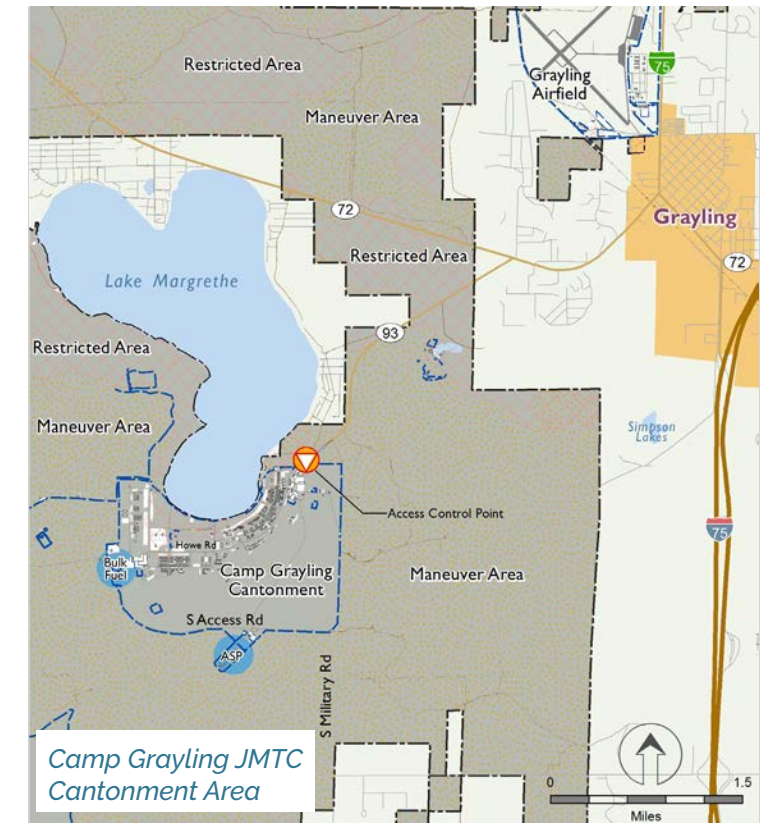 Restricted Area
Maneuver Area
Grayling
Airfield
75
72
Grayling
Restricted Area
72
Lake Margrethe
93
Restricted Area
Maneuver Area
Simpson
Lakes
Access Control Point
75
Howe Rd
Bulk
Fuel
Camp Grayling
Cantonment
Maneuver Area
S Access Rd
ASP
S Military Rd
Camp Grayling JMTC
Cantonment Area
0
1.5
Miles